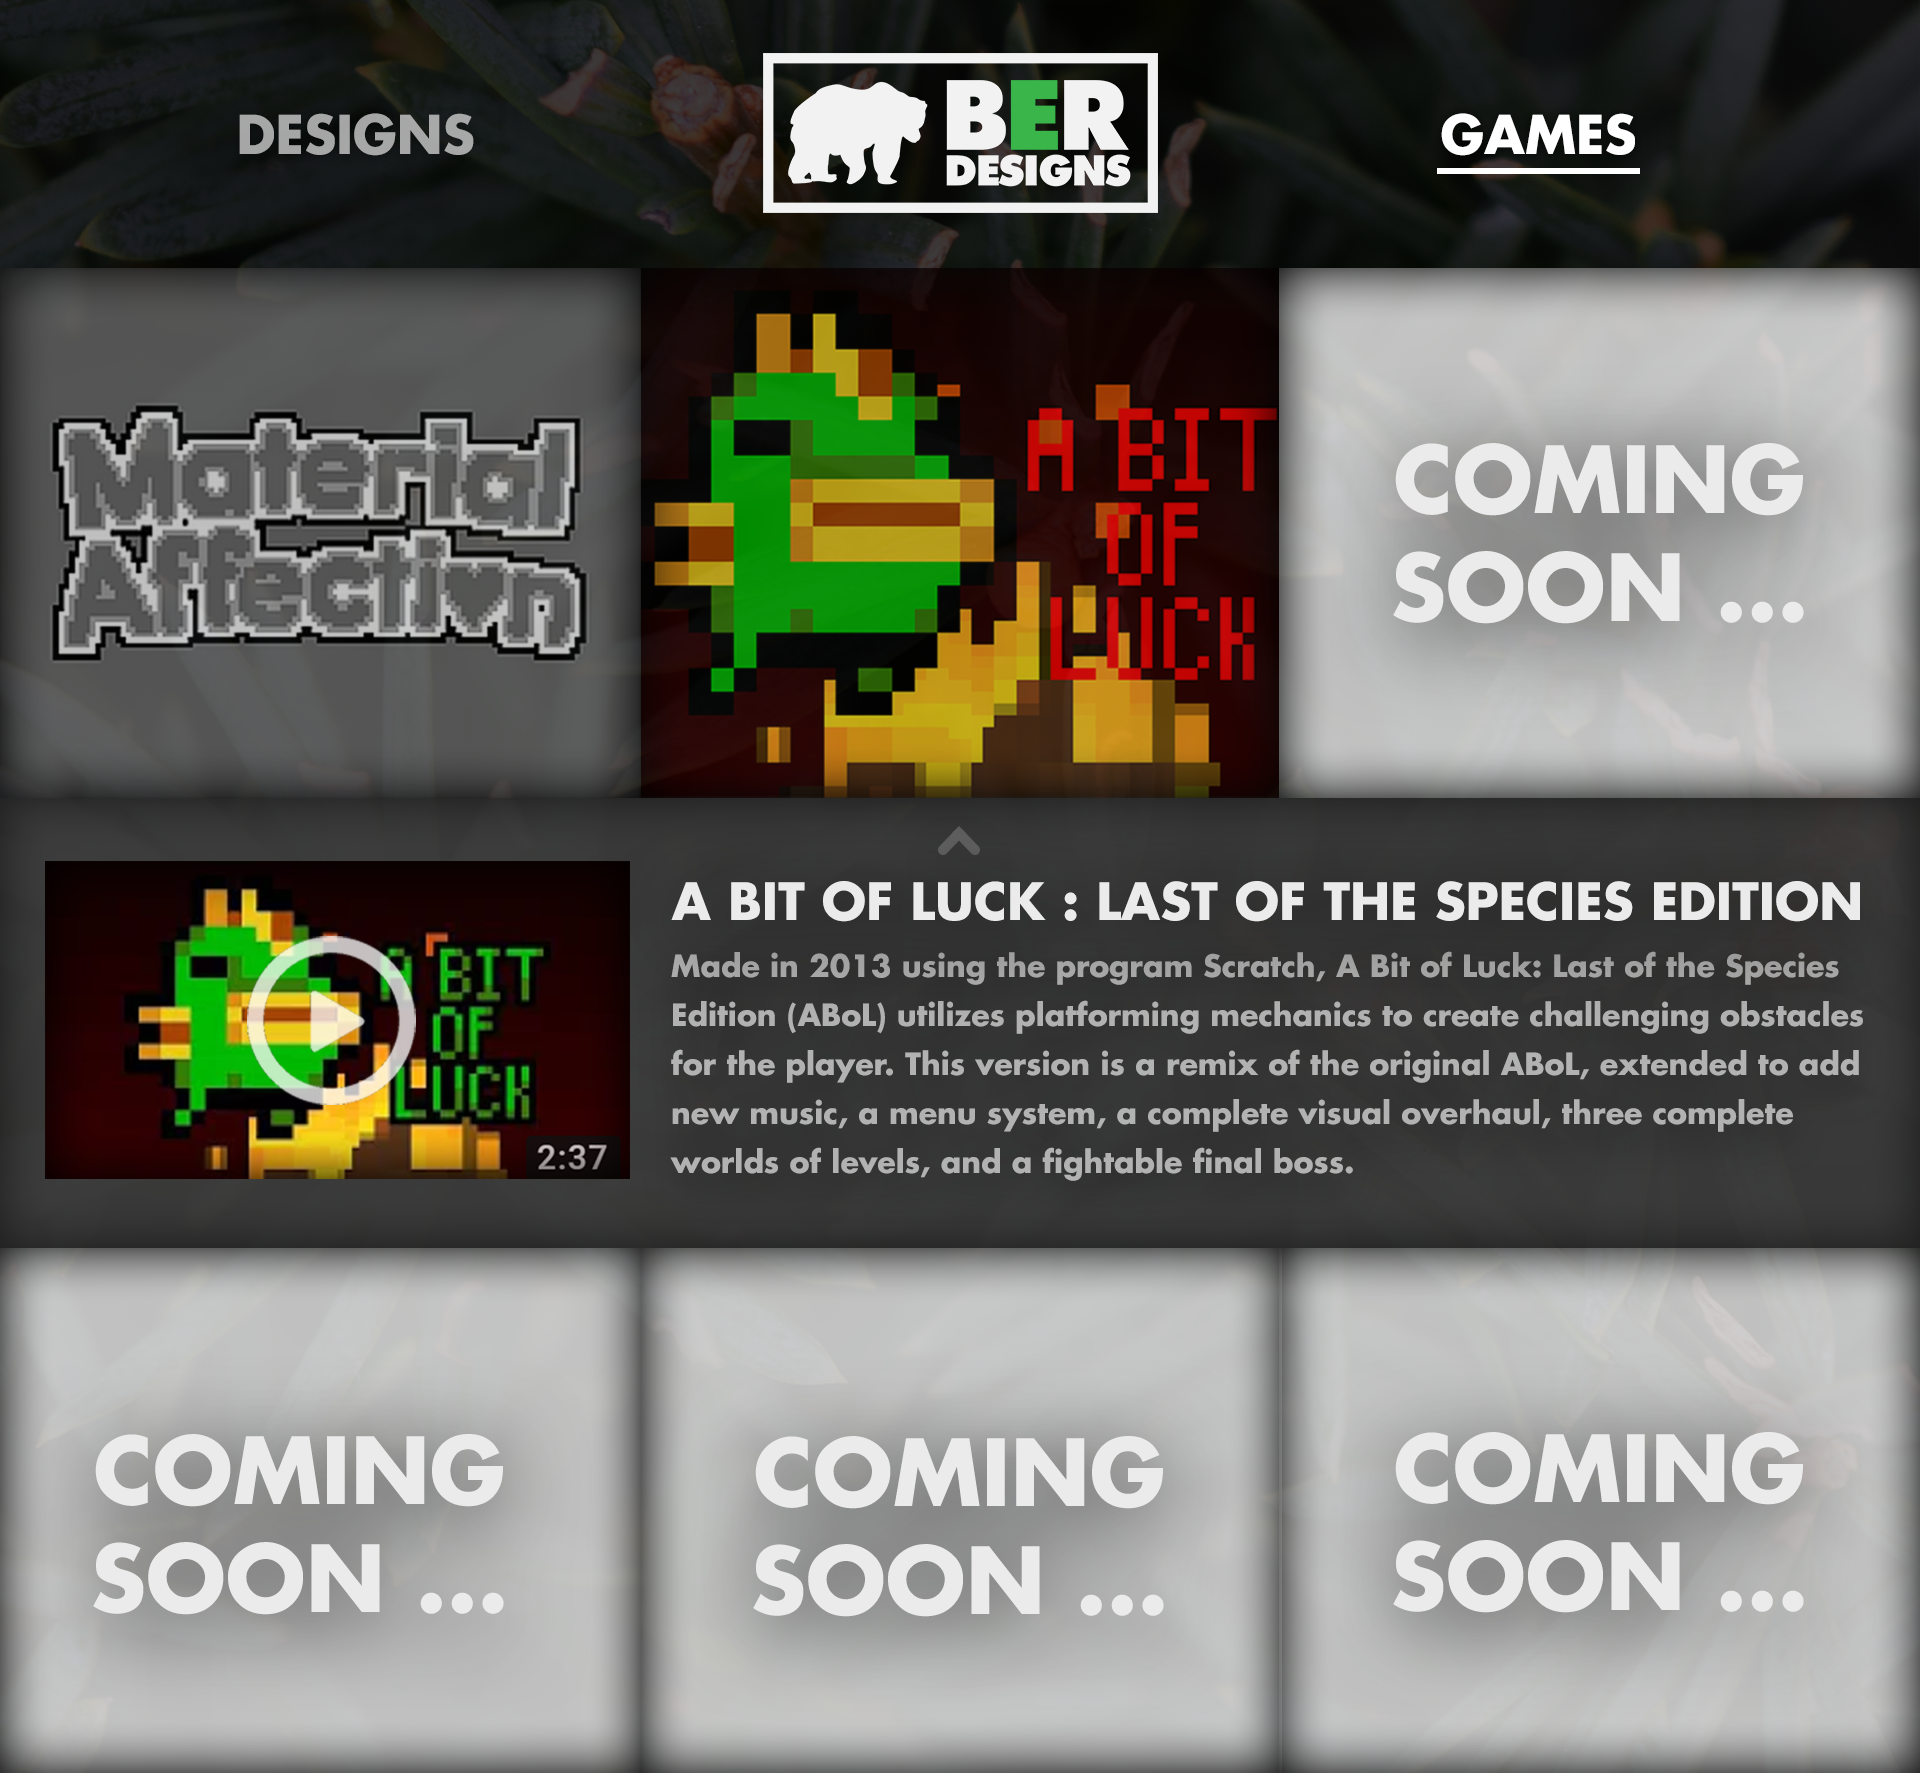 DESIGNS
BER
DESIGNS
GAMES
Material
Affection
A BIT
OF
LUCK
COMING
SOON ...
A BIT
OF
LUCK
2:37
A BIT OF LUCK : LAST OF THE SPECIES EDITION
Made in 2013 using the program Scratch, A Bit of Luck: Last of the Species
Edition (ABoL) utilizes platforming mechanics to create challenging obstacles
for the player. This version is a remix of the original ABoL, extended to add
new music, a menu system, a complete visual overhaul, three complete
worlds of levels, and a fightable final boss.
COMING
SOON ...
COMING
SOON ...
COMING
SOON ...